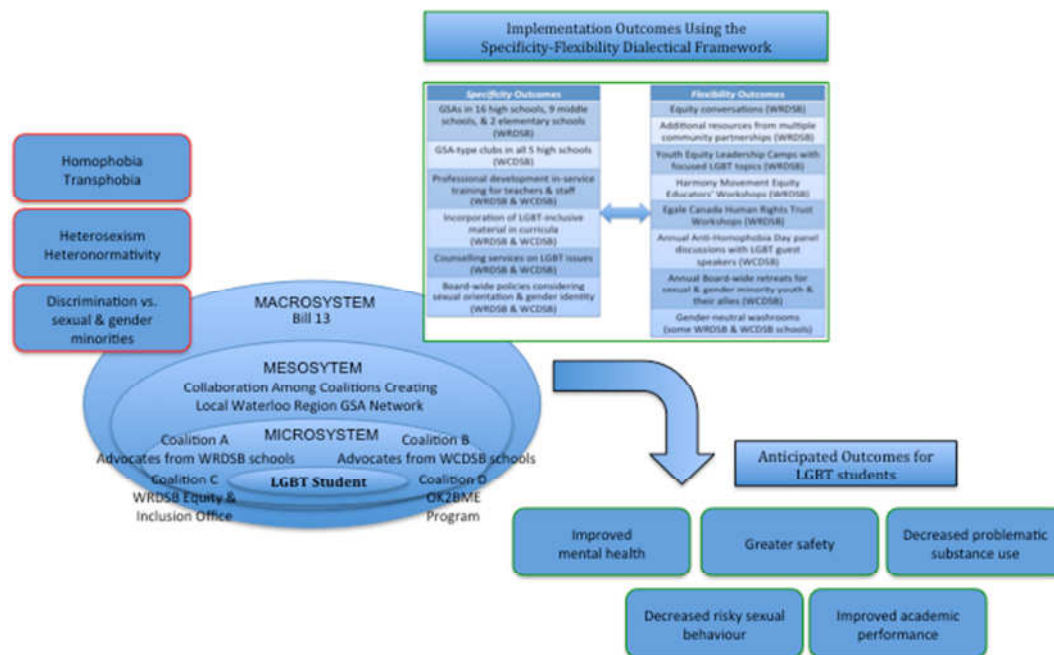 Implementation Outcomes Using the
Specificity-Flexibility Dialectical Framework
Specificity Outcomes
GSAs in 16 high schools, 9 middle
schools, & 2 elementary schools
(WRDSB)
GSA-type clubs in all 5 high schools
(WCDSB)
Professional development in-service
training for teachers & staff
(WRDSB & WCDSB)
Incorporation of LGBT-inclusive
material in curricula
(WRDSB & WCDSB)
Counselling services on LGBT issues
(WRDSB & WCDSB)
Board-wide policies considering
sexual orientation & gender identity
(WRDSB & WCDSB)
Flexibility Outcomes
Equity conversations (WRDSB)
Additional resources from multiple
community partnerships (WRDSB)
Youth Equity Leadership Camps with
focused LGBT topics (WRDSB)
Harmony Movement Equity
Educators' Workshops (WRDSB)
Egale Canada Human Rights Trust
Workshops (WRDSB)
Annual Anti-Homophobia Day panel
discussions with LGBT guest
speakers (WCDSB)
Annual Board-wide retreats for
sexual & gender minority youth &
their allies (WCDSB)
Gender neutral washrooms
(some WRDSB & WCDSB schools)
Homophobia
Transphobia
Heterosexism
Heteronormativity
Discrimination vs.
sexual & gender
minorities
MACROSYSTEM
Bill 13
MESOSYTEM
Collaboration Among Coalitions Creating
Local Waterloo Region GSA Network
MICROSYSTEM
Coalition A
Advocates from WRDSB schools
Coalition B
Advocates from WCDSB schools
Coalition C
WRDSB Equity &
Inclusion Office
LGBT Student
Coalition D
OK2BME
Program
Anticipated Outcomes for
LGBT students
Improved
mental health
Greater safety
Decreased problematic
substance use
Decreased risky sexual
behaviour
Improved academic
performance